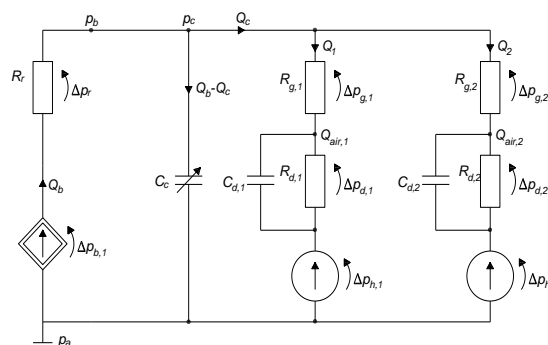 p_b
p_c
Q_c
R_r
Δp_r
Q_b-Q_c
Q_1
R_g,1
Δp_g,1
Q_2
R_g,2
Δp_g,2
Q_b
C_c
Q_air,1
C_d,1
R_d,1
Δp_d,1
Q_air,2
C_d,2
R_d,2
Δp_d,2
Δp_b,1
Δp_h,1
Δp_h
p_a